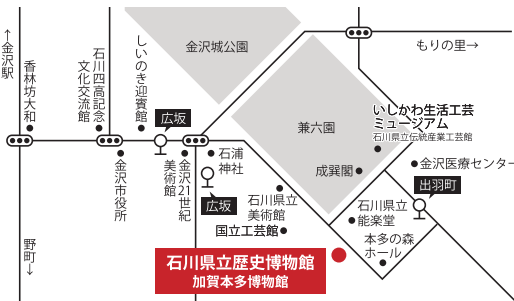 ←金沢駅
香林坊大和
石川四高記念
文化交流館
しいのき迎賓館
金沢城公園
もりの里→
広坂
兼六園
いしかわ生活工芸
ミュージアム
石川県立伝統産業工芸館
金沢市役所
美術館
金沢21世紀
石浦
神社
広坂
成巽閣
金沢医療センター
出羽町
石川県立
美術館
国立工芸館
石川県立
能楽堂
本多の森
ホール
野町→
石川県立歴史博物館
加賀本多博物館